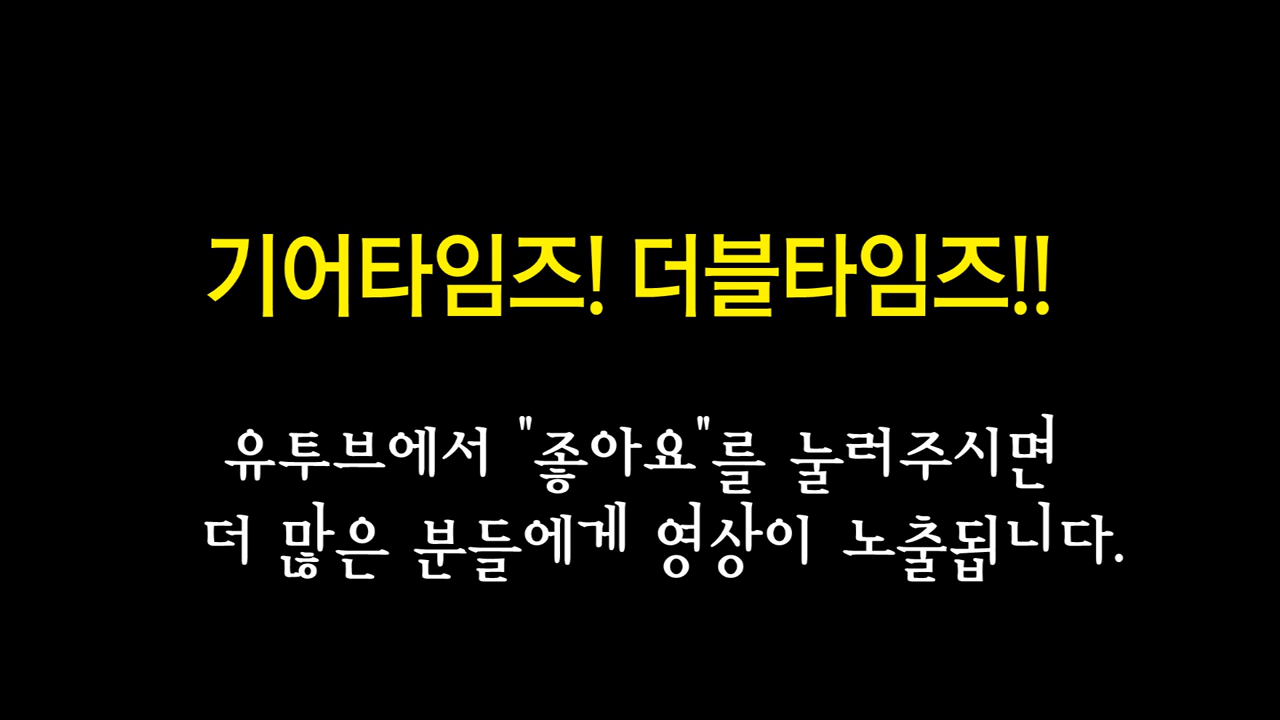 기어타임즈! 더블타임즈!!
유투브에서 "좋아요"를 눌러주시면
더 많은 분들에게 영상이 노출됩니다.